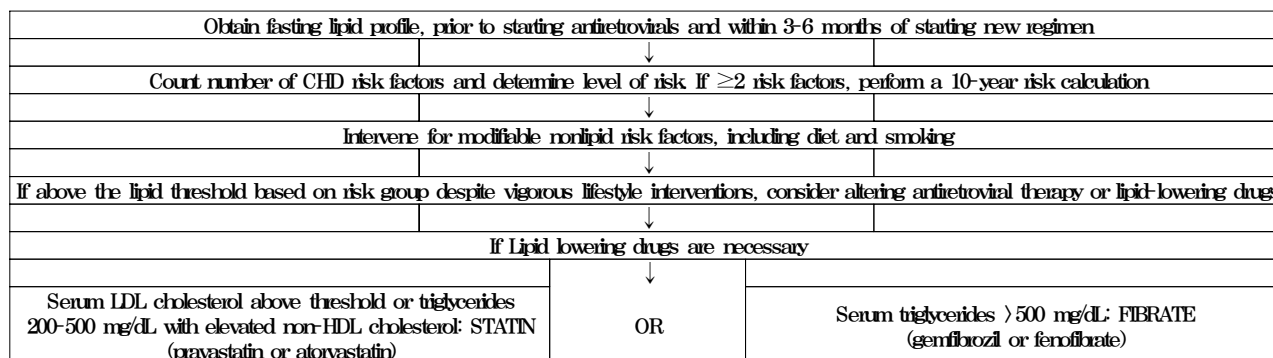 Obtain fasting lipid profile, prior to starting antiretrovirals and within 3-6 months of starting new regimen
↓
Count number of CHD risk factors and determine level of risk. If ≥2 risk factors, perform a 10-year risk calculation
↓
Intervene for modifiable nonlipid risk factors, including diet and smoking
↓
If above the lipid threshold based on risk group despite vigorous lifestyle interventions, consider altering antiretroviral therapy or lipid-lowering drugs
↓
If Lipid lowering drugs are necessary
↓
Serum LDL cholesterol above threshold or triglycerides
200-500 mg/dL with elevated non-HDL cholesterol: STATIN
(pravastatin or atorvastatin)
OR
Serum triglycerides >500 mg/dL: FIBRATE
(gemfibrozil or fenofibrate)